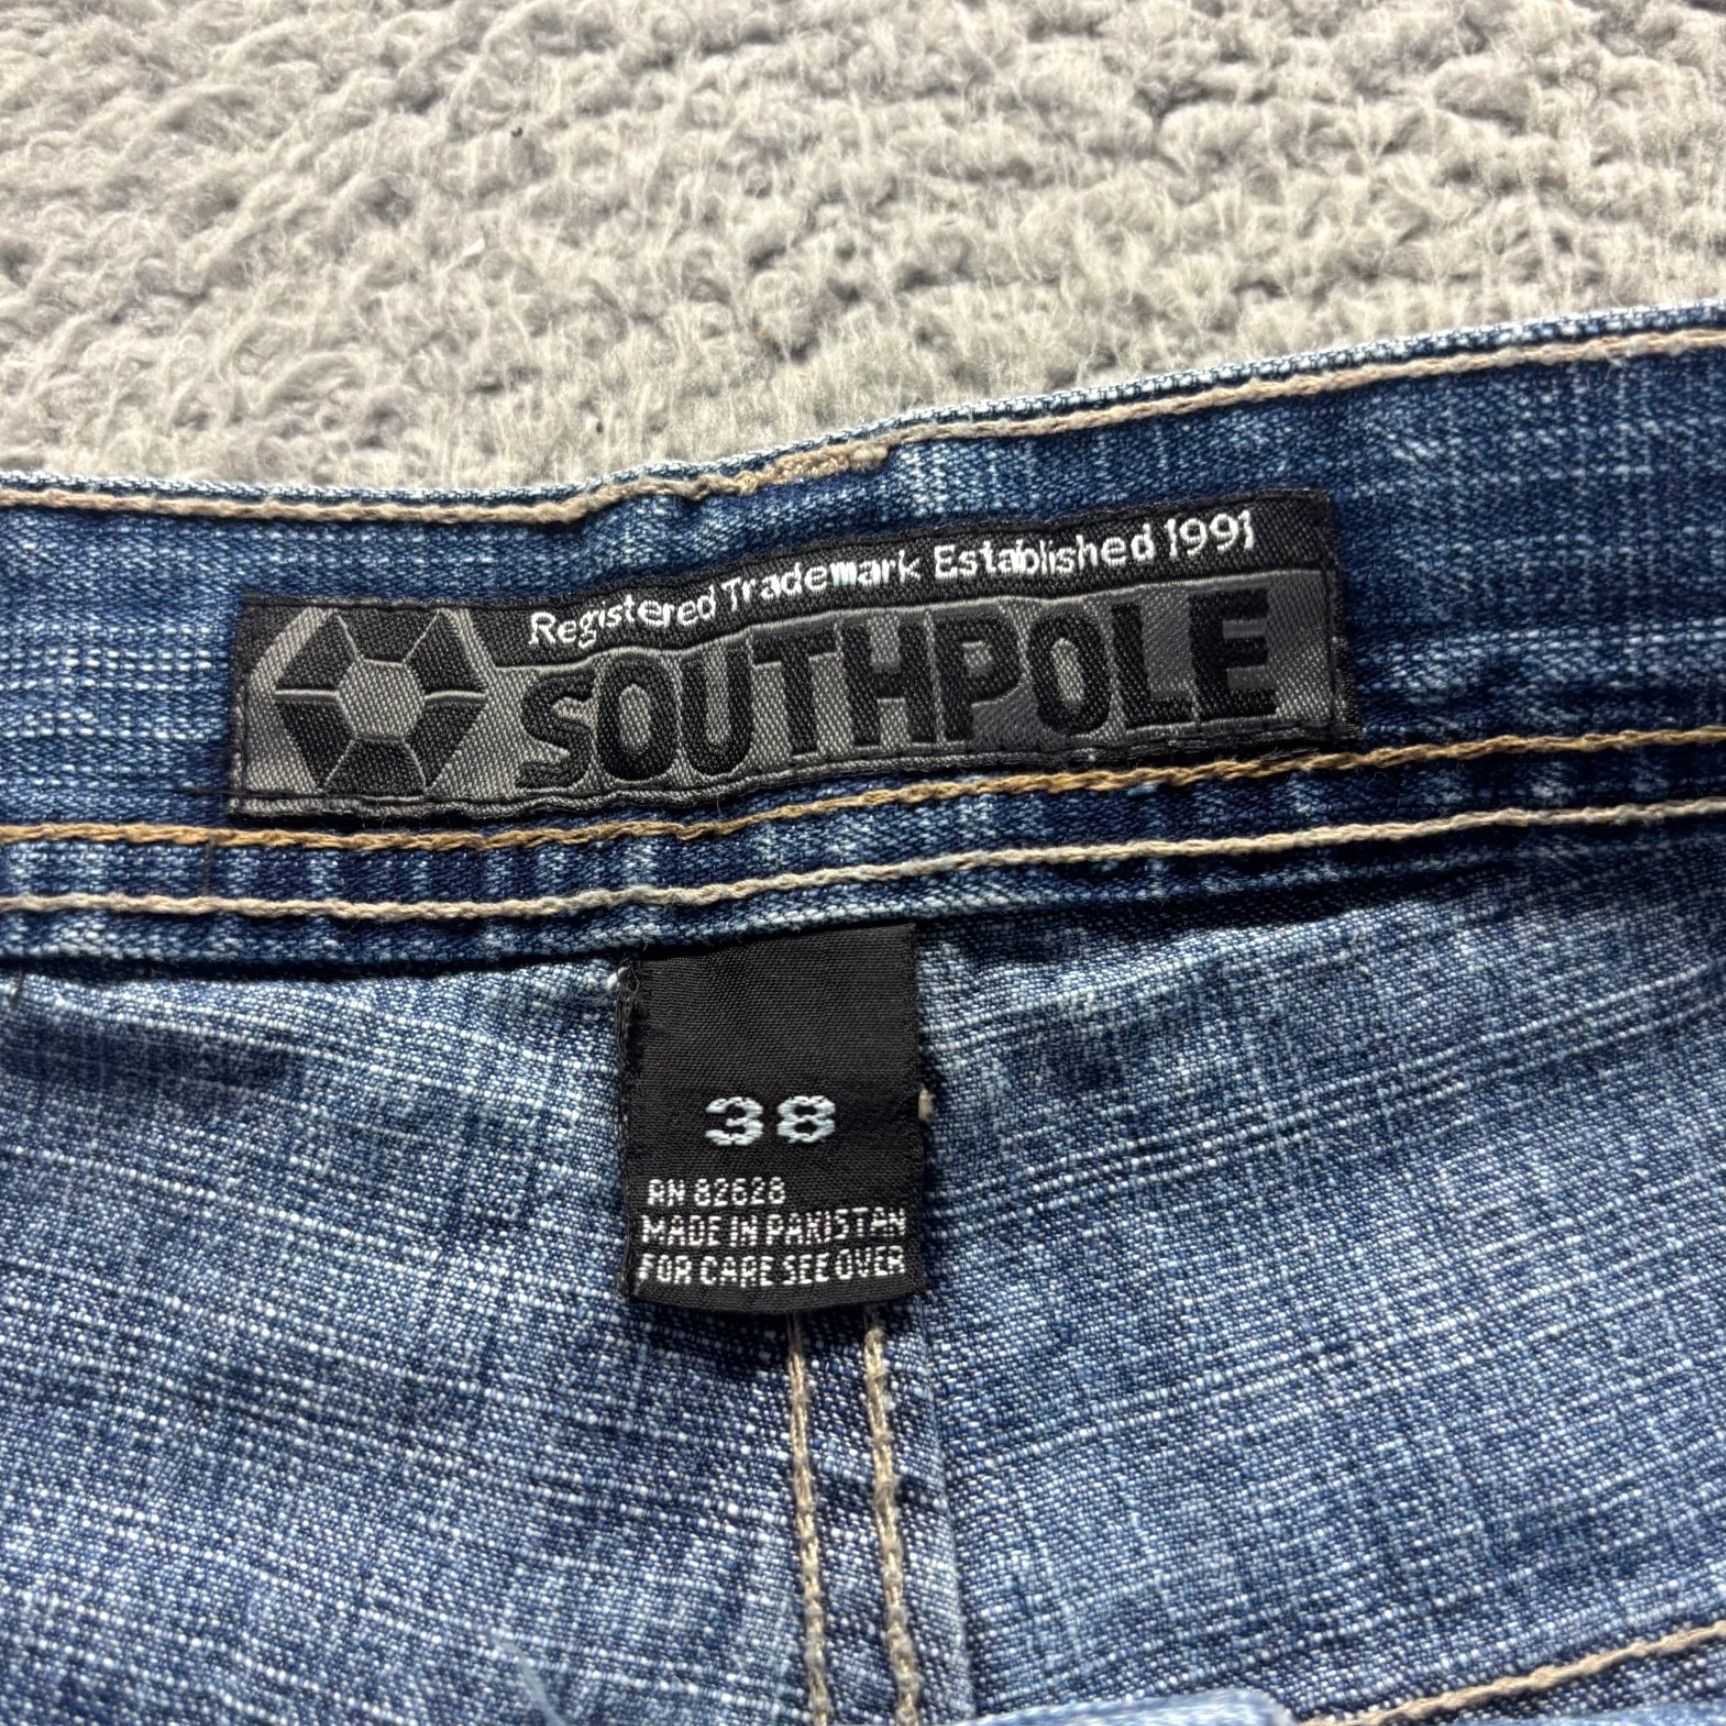 Registered Trademark Established 1991
SOUTHPOLE
38
RN 82628
MADE IN PAKISTAN
FOR CARE SEE OVER